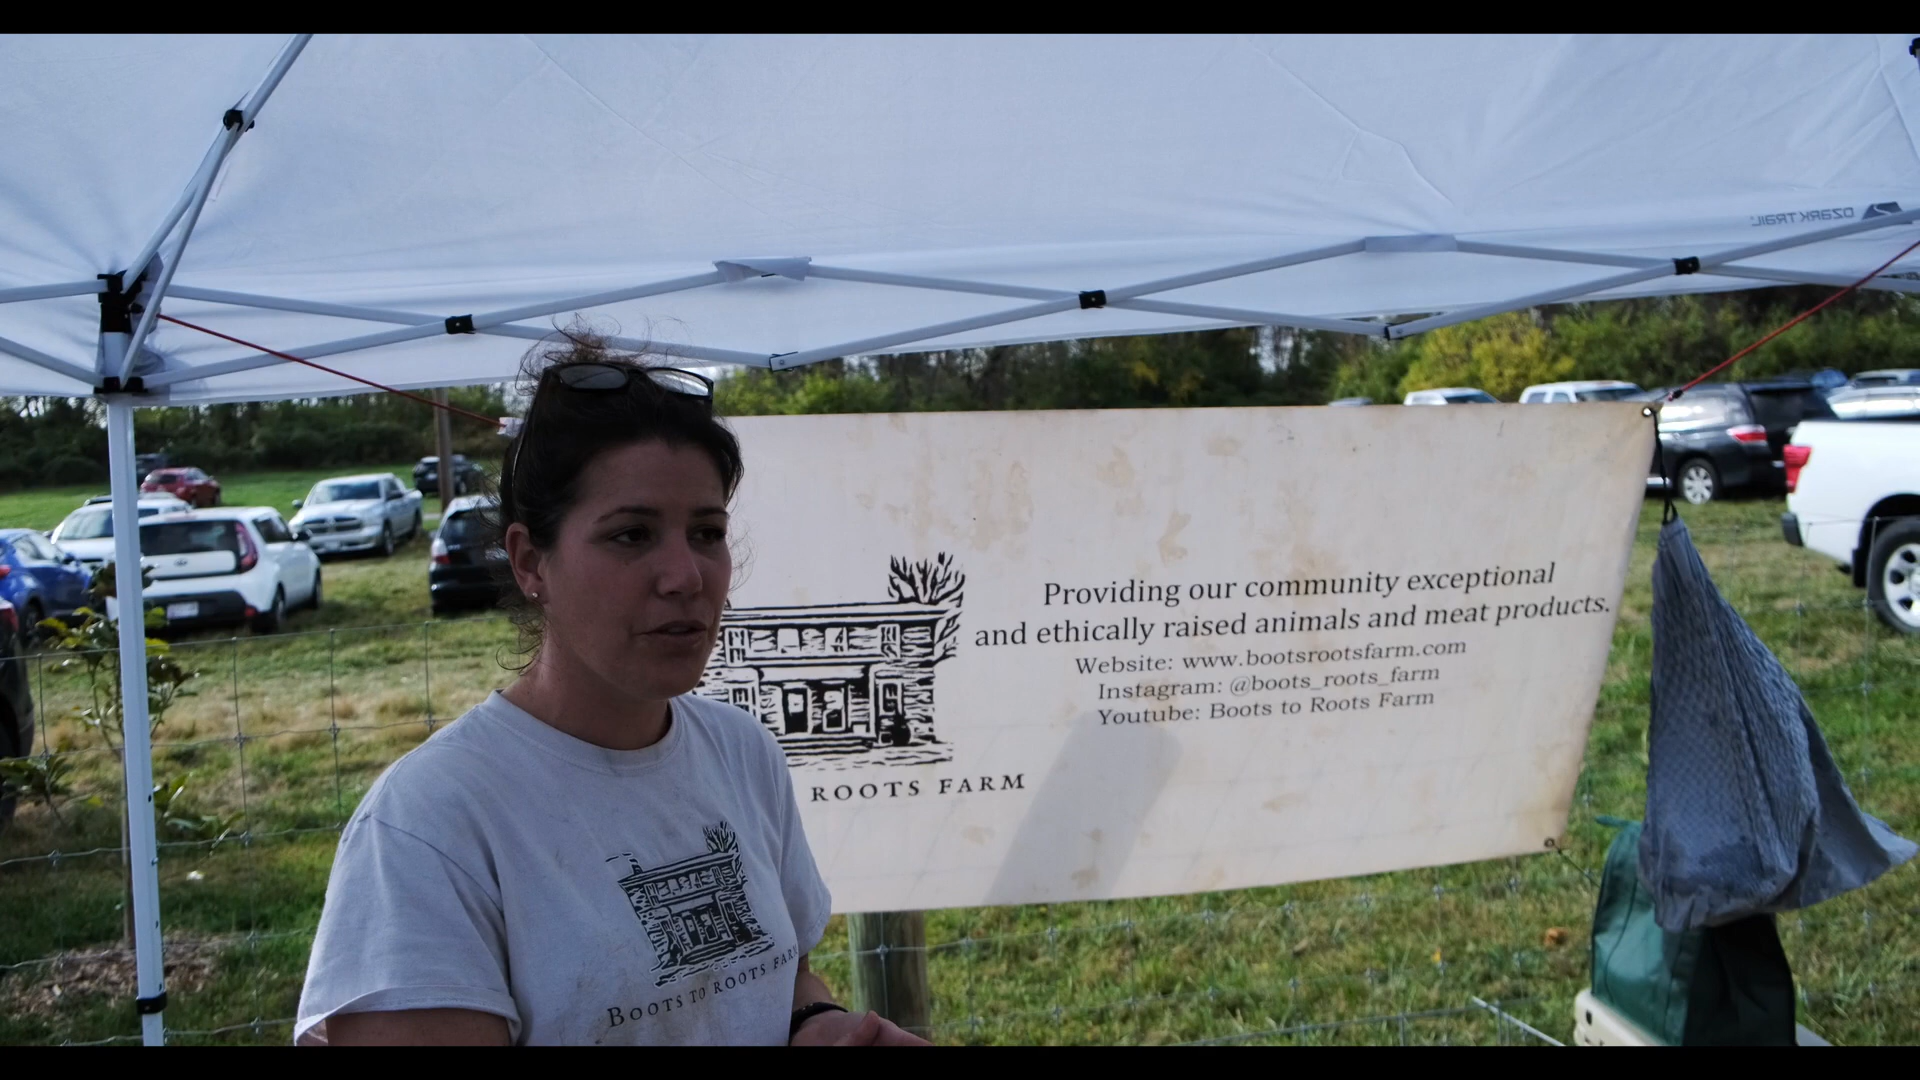 OZARK TRAIL
Providing our community exceptional
and ethically raised animals and meat products.
Website: www.bootsrootsfarm.com
Instagram: @boots_roots_farm
Youtube: Boots to Roots Farm
ROOTS FARM
BOOTS TO ROOTS FARM